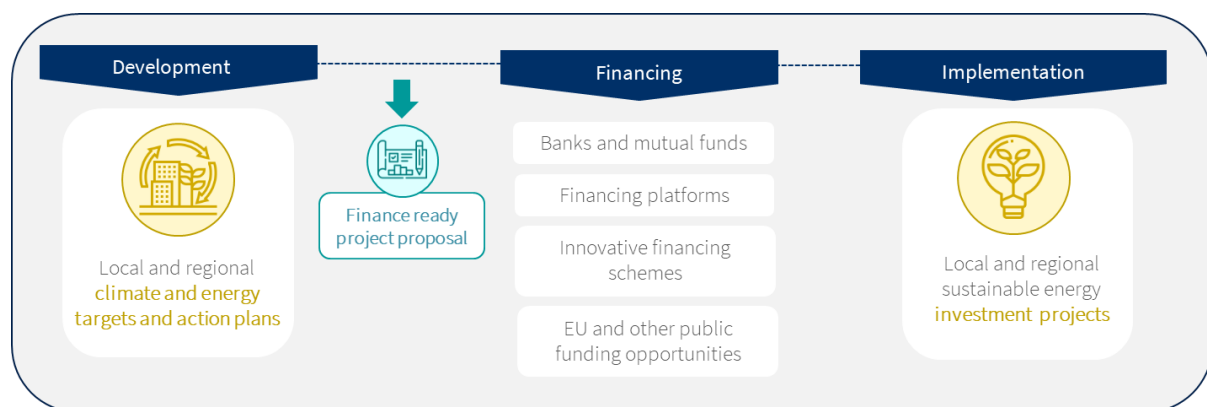 Development
Local and regional
climate and energy
targets and action plans
Finance ready
project proposal
Financing
Banks and mutual funds
Financing platforms
Innovative financing
schemes
EU and other public
funding opportunities
Implementation
Local and regional
sustainable energy
investment projects